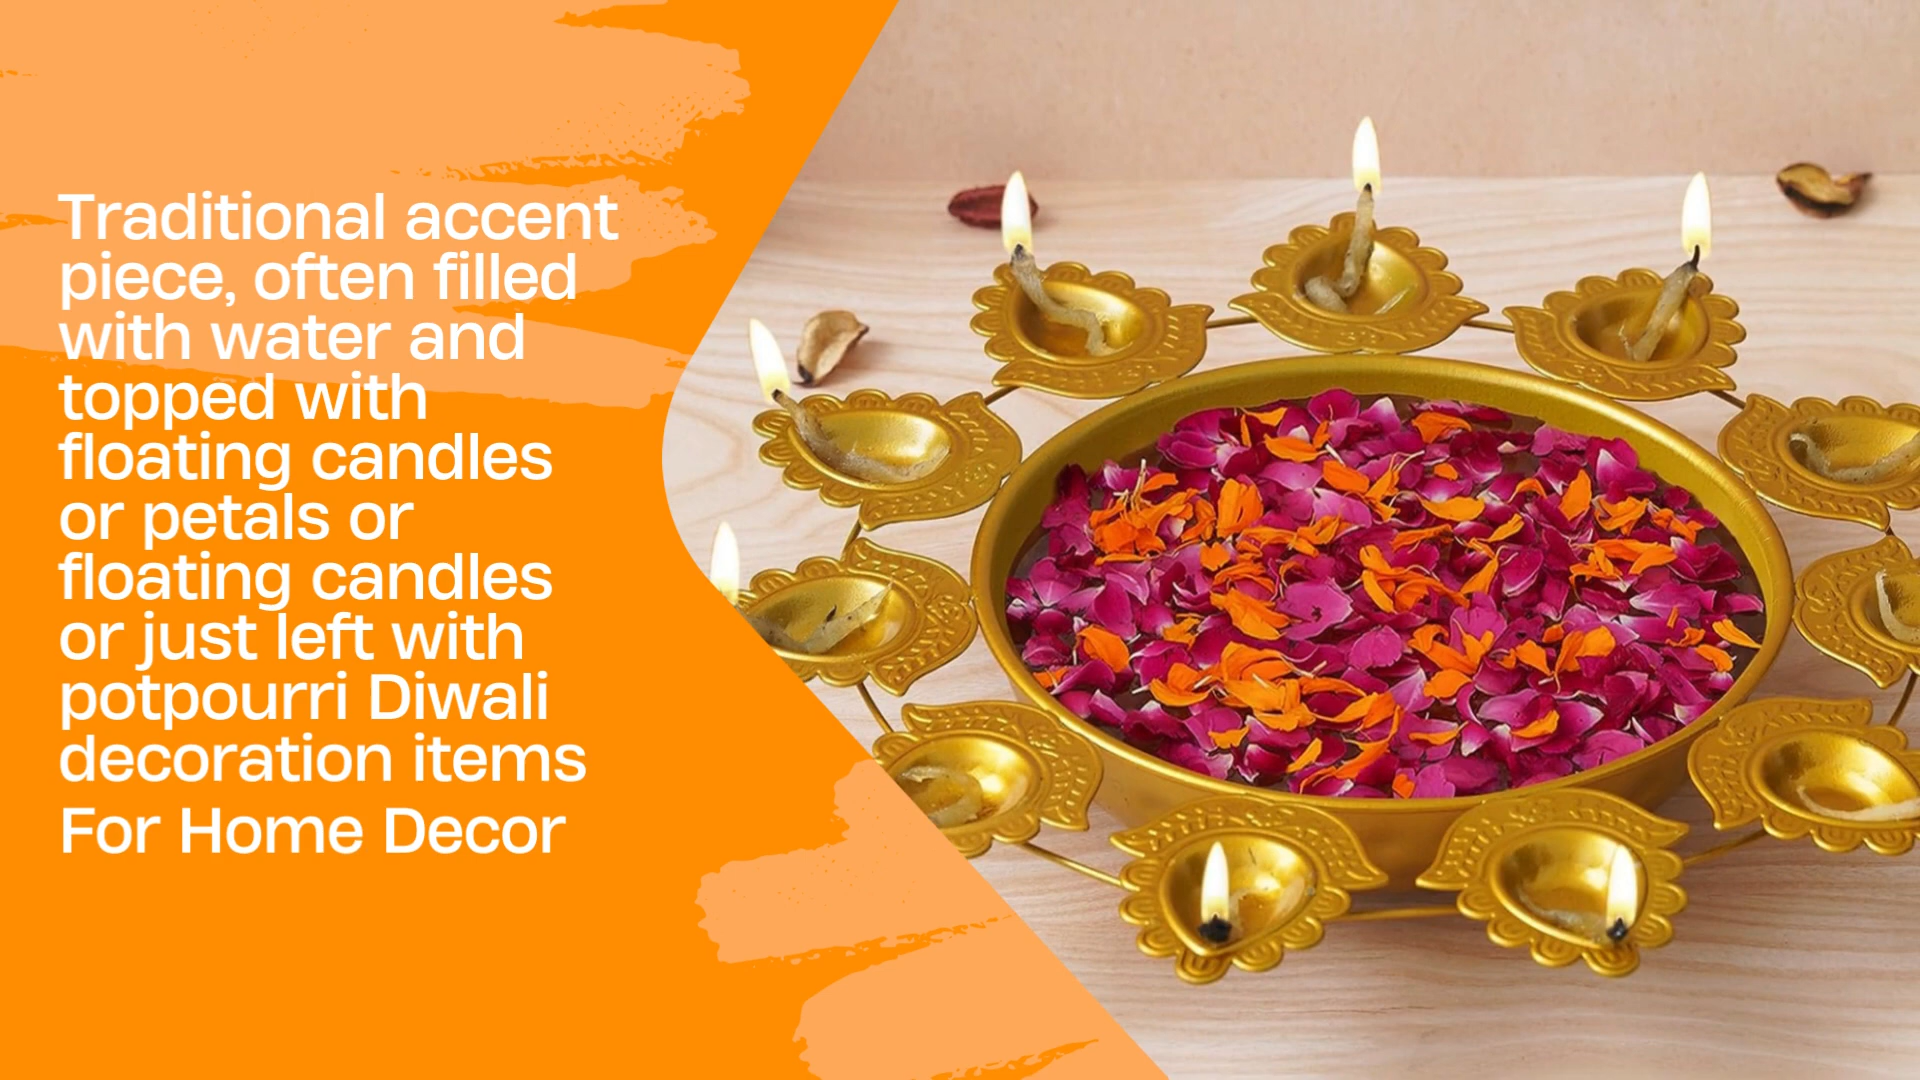 Traditional accent
piece, often filled
with water and
topped with
floating candles
or petals or
floating candles
or just left with
potpourri Diwali
decoration items
For Home Decor